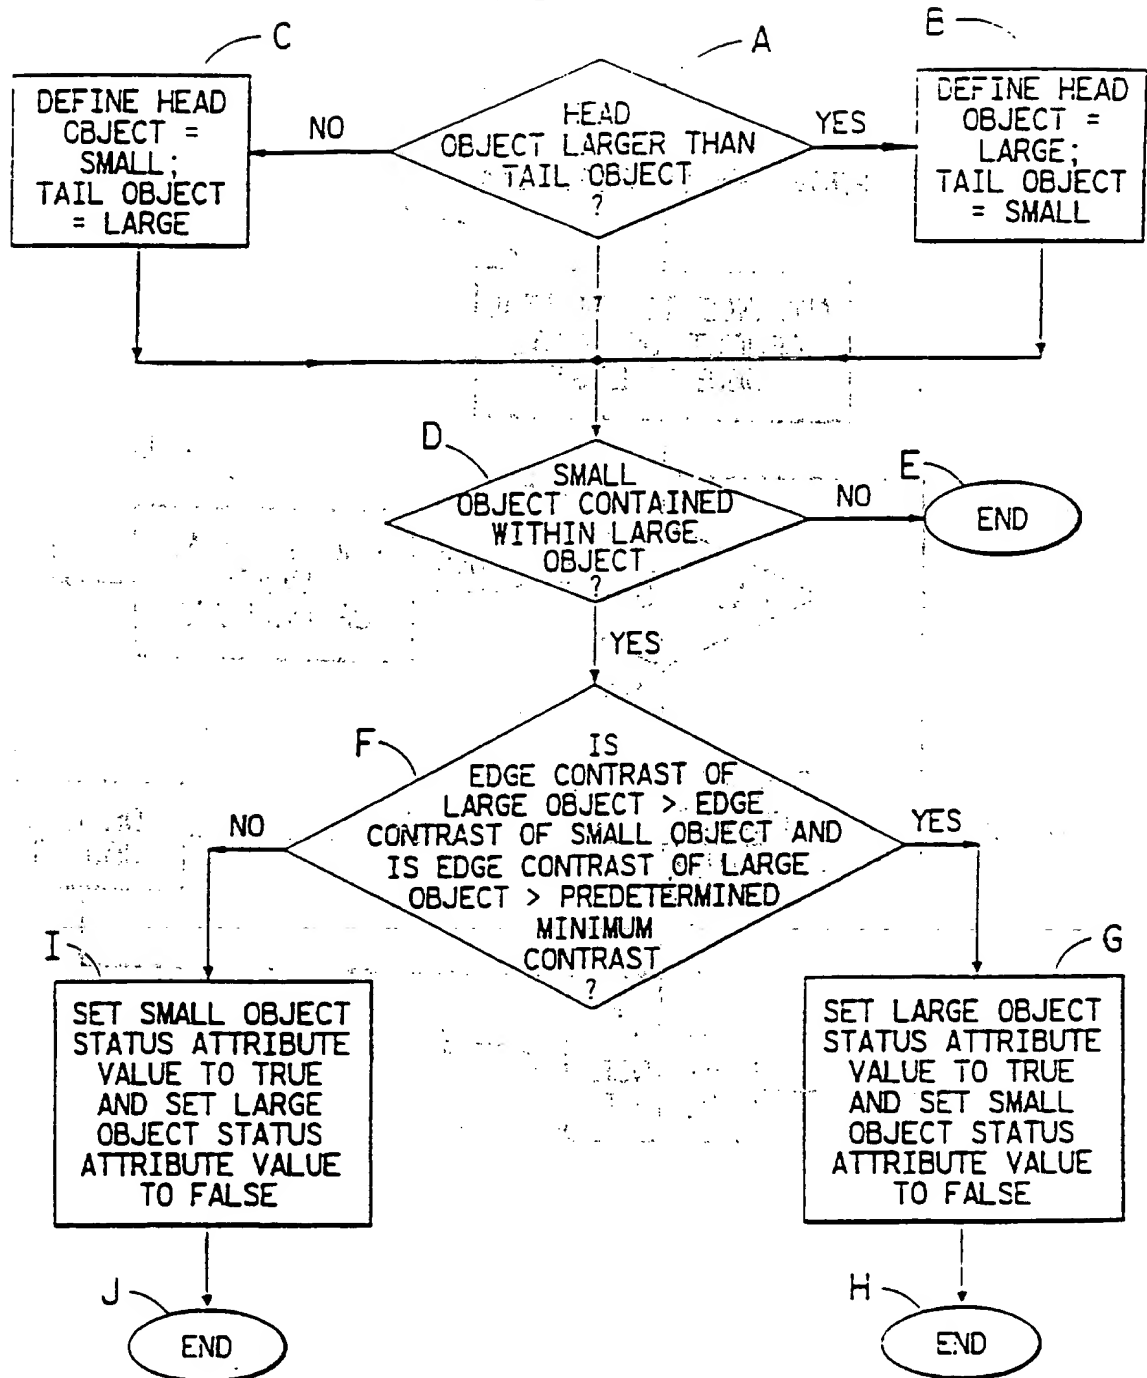 C
A
B
DEFINE HEAD
OBJECT =
SMALL;
TAIL OBJECT
= LARGE
NO
HEAD
OBJECT LARGER THAN
TAIL OBJECT
?
YES
DEFINE HEAD
OBJECT =
LARGE;
TAIL OBJECT
= SMALL
D
SMALL
OBJECT CONTAINED
WITHIN LARGE
OBJECT
?
NO
E
END
YES
F
IS
EDGE CONTRAST OF
LARGE OBJECT > EDGE
CONTRAST OF SMALL OBJECT AND
IS EDGE CONTRAST OF LARGE
OBJECT > PREDETERMINED
MINIMUM
CONTRAST
?
NO
YES
I
SET SMALL OBJECT
STATUS ATTRIBUTE
VALUE TO TRUE
AND SET LARGE
OBJECT STATUS
ATTRIBUTE VALUE
TO FALSE
G
SET LARGE OBJECT
STATUS ATTRIBUTE
VALUE TO TRUE
AND SET SMALL
OBJECT STATUS
ATTRIBUTE VALUE
TO FALSE
J
END
H
END